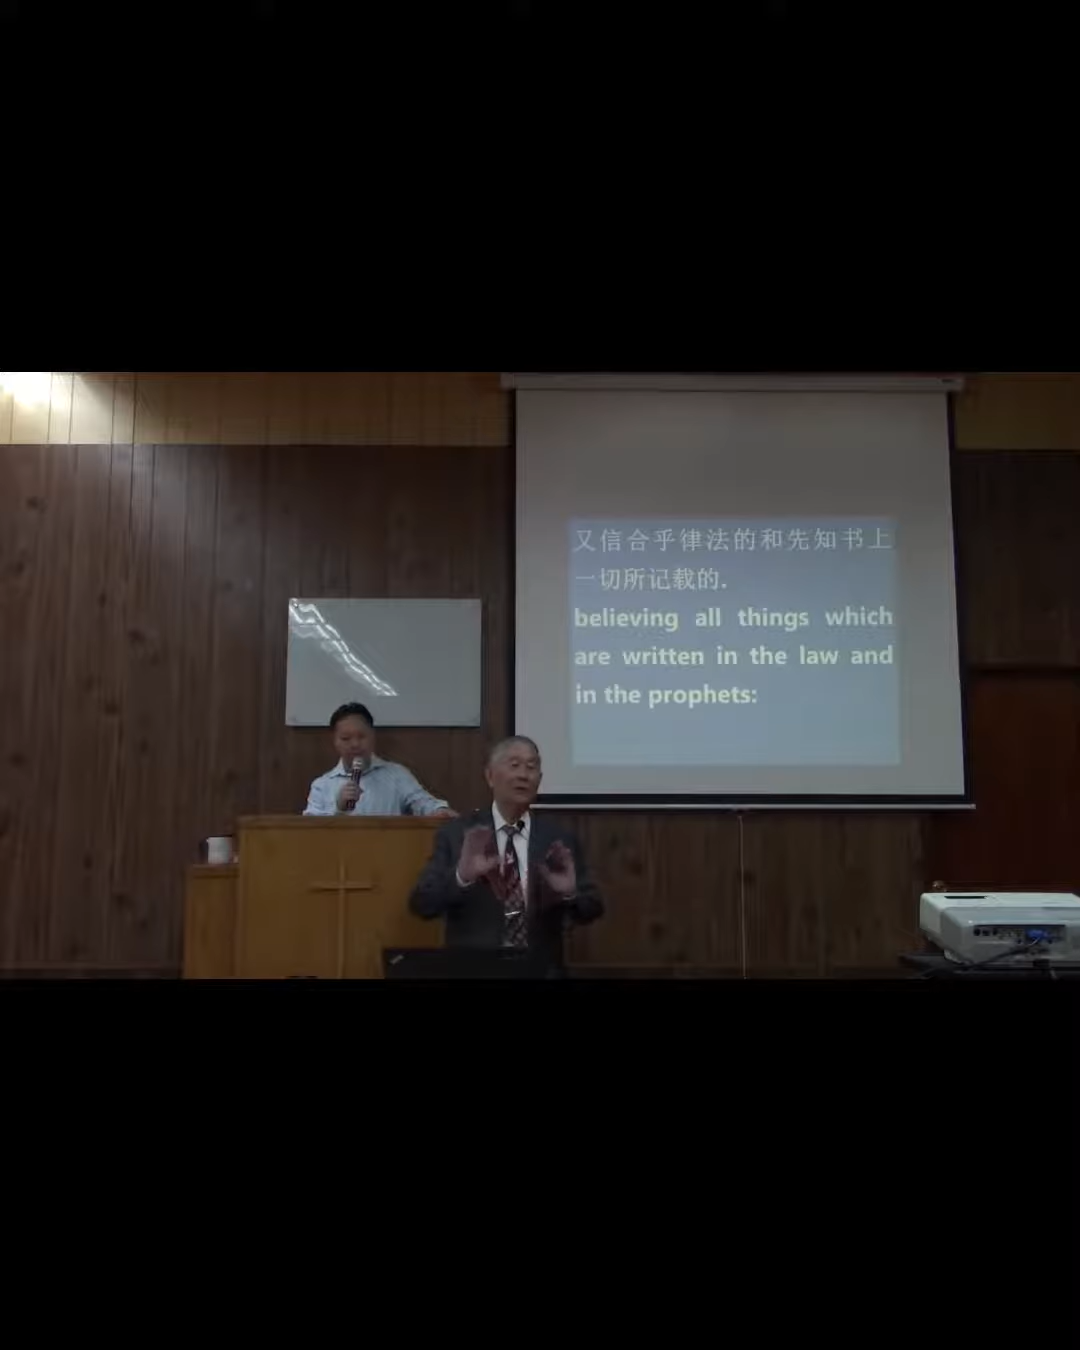 又信合乎律法的和先知书上
一切所记载的.
believing all things which
are written in the law and
in the prophets: